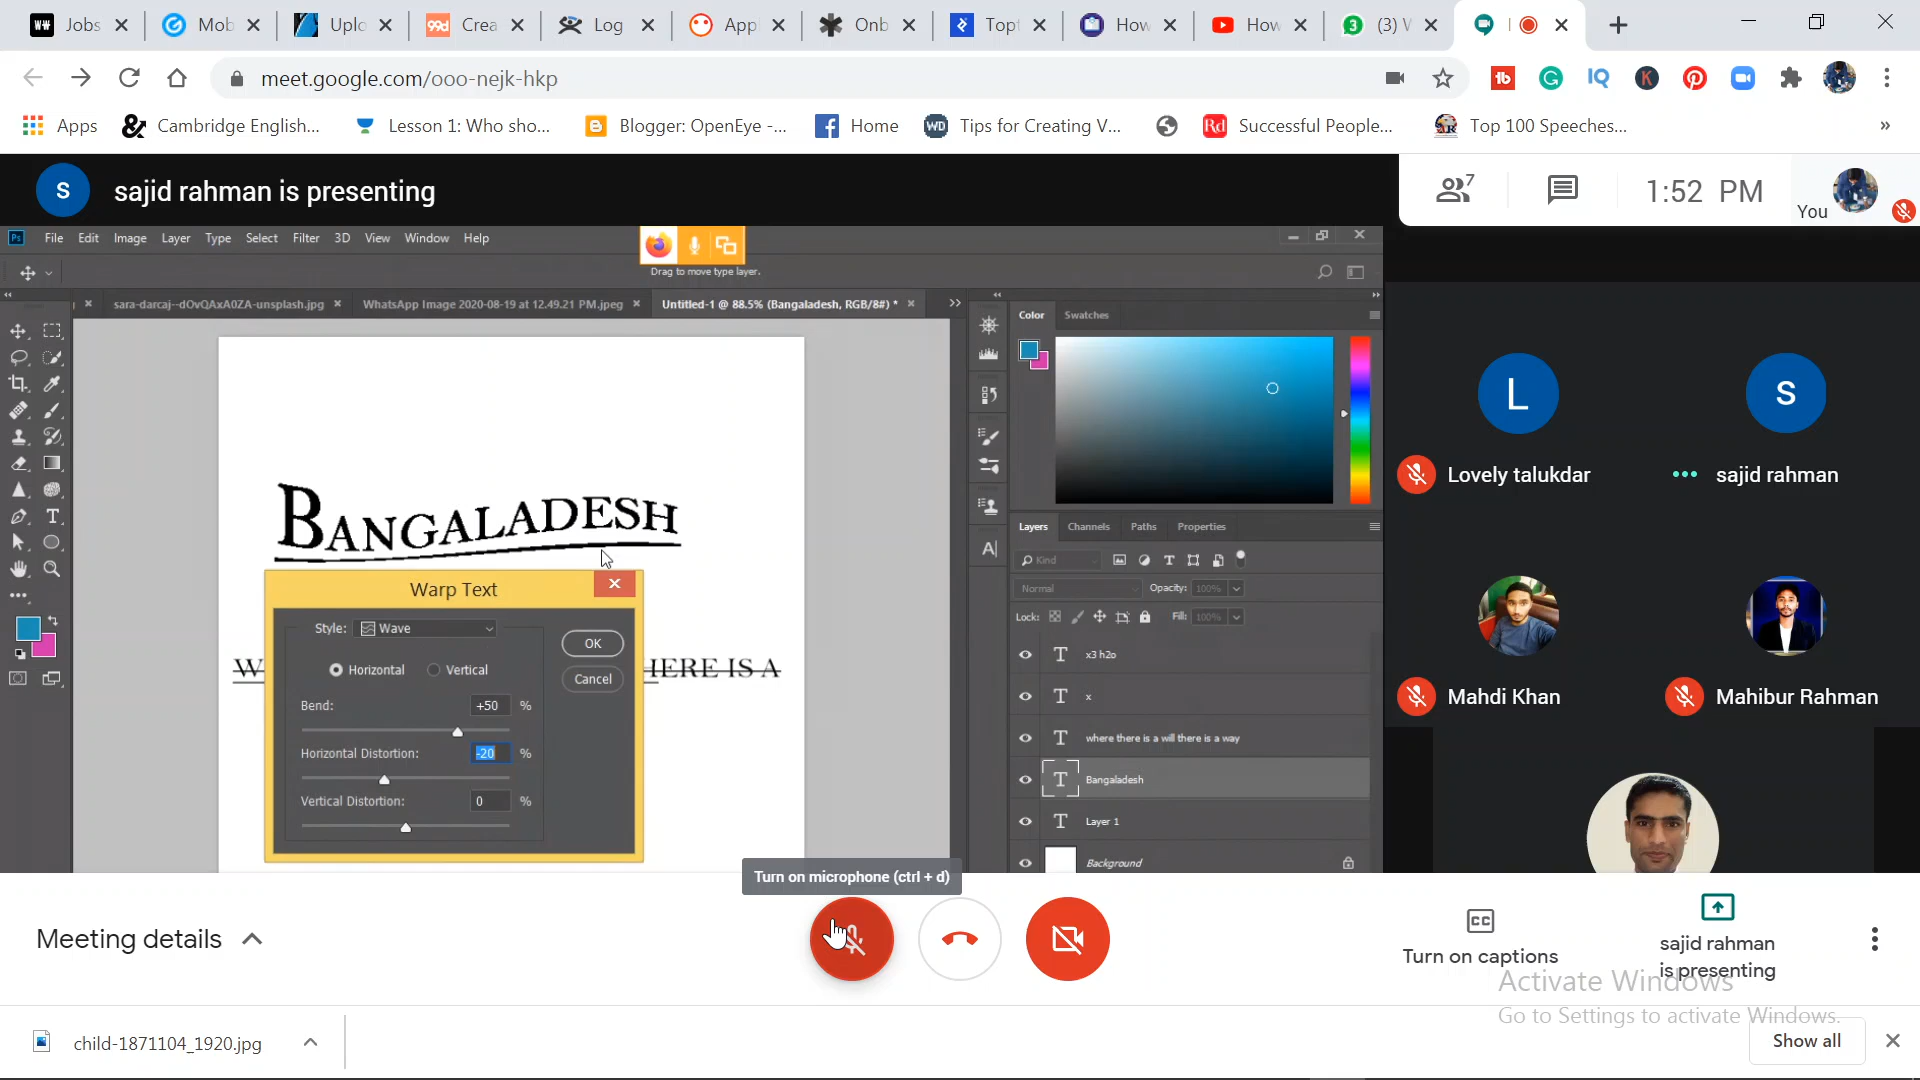 Jobs
Mob
Uplo
99d Crea
Log
App
Onb
Topt
How
How
(3) W
meet.google.com/ooo-nejk-hkp
Apps
Cambridge English...
Lesson 1: Who sho...
Blogger: OpenEye -...
Home
Tips for Creating V...
Successful People...
Top 100 Speeches...
»
S sajid rahman is presenting
7
1:52 PM
You
Ps File Edit Image Layer Type Select Filter 3D View Window Help
Drag to move type layer.
sara-darcaj--dOvQAxA0ZA-unsplash.jpg
WhatsApp Image 2020-08-19 at 12.49.21 PM.jpeg
Untitled-1 @ 88.5% (Bangaladesh, RGB/8#) *
Color Swatches
BANGALADESH
Warp Text
Style: Wave
Horizontal Vertical
OK
Cancel
Bend: +50 %
Horizontal Distortion: -20 %
Vertical Distortion: 0 %
W
HERE IS A
Layers Channels Paths Properties
Kind
Normal Opacity: 100%
Lock: Fill: 100%
x3 h2o
x
where there is a will there is a way
Bangaladesh
Layer 1
Background
L
Lovely talukdar
S
sajid rahman
Mahdi Khan
Mahibur Rahman
Turn on microphone (ctrl + d)
Meeting details
CC
Turn on captions
sajid rahman
is presenting
Activate Windows
Go to Settings to activate Windows.
child-1871104_1920.jpg
Show all